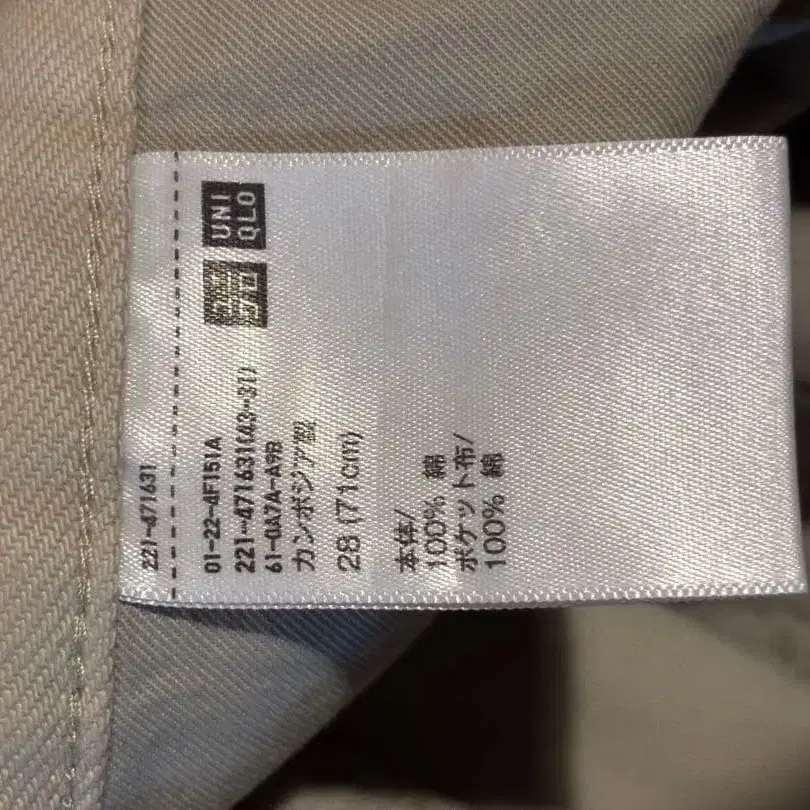 221-471631
UNI
QLO
ユニ
クロ
01-22-4F151A
221-471631(43-31)
61-0A7A-A9B
カンボジア製
28 (71cm)
本体/
100% 綿
ポケット布/
100% 綿